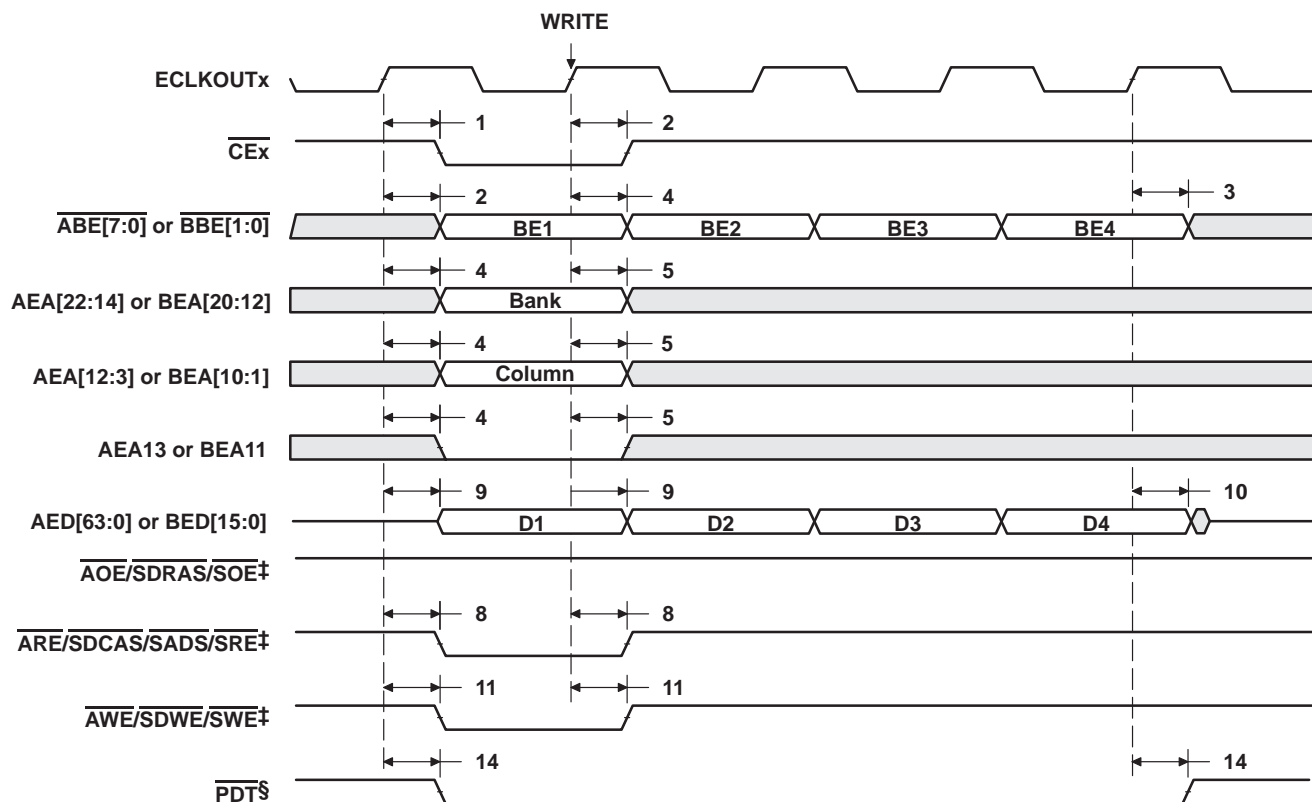 WRITE
ECLKOUTx
1 2
CEx
2 4 3
ABE[7:0] or BBE[1:0] BE1 BE2 BE3 BE4
4 5
AEA[22:14] or BEA[20:12] Bank
4 5
AEA[12:3] or BEA[10:1] Column
4 5
AEA13 or BEA11
9 9 10
AED[63:0] or BED[15:0] D1 D2 D3 D4
AOE/SDRAS/SOE‡
8 8
ARE/SDCAS/SADS/SRE‡
11 11
AWE/SDWE/SWE‡
14 14
PDT§